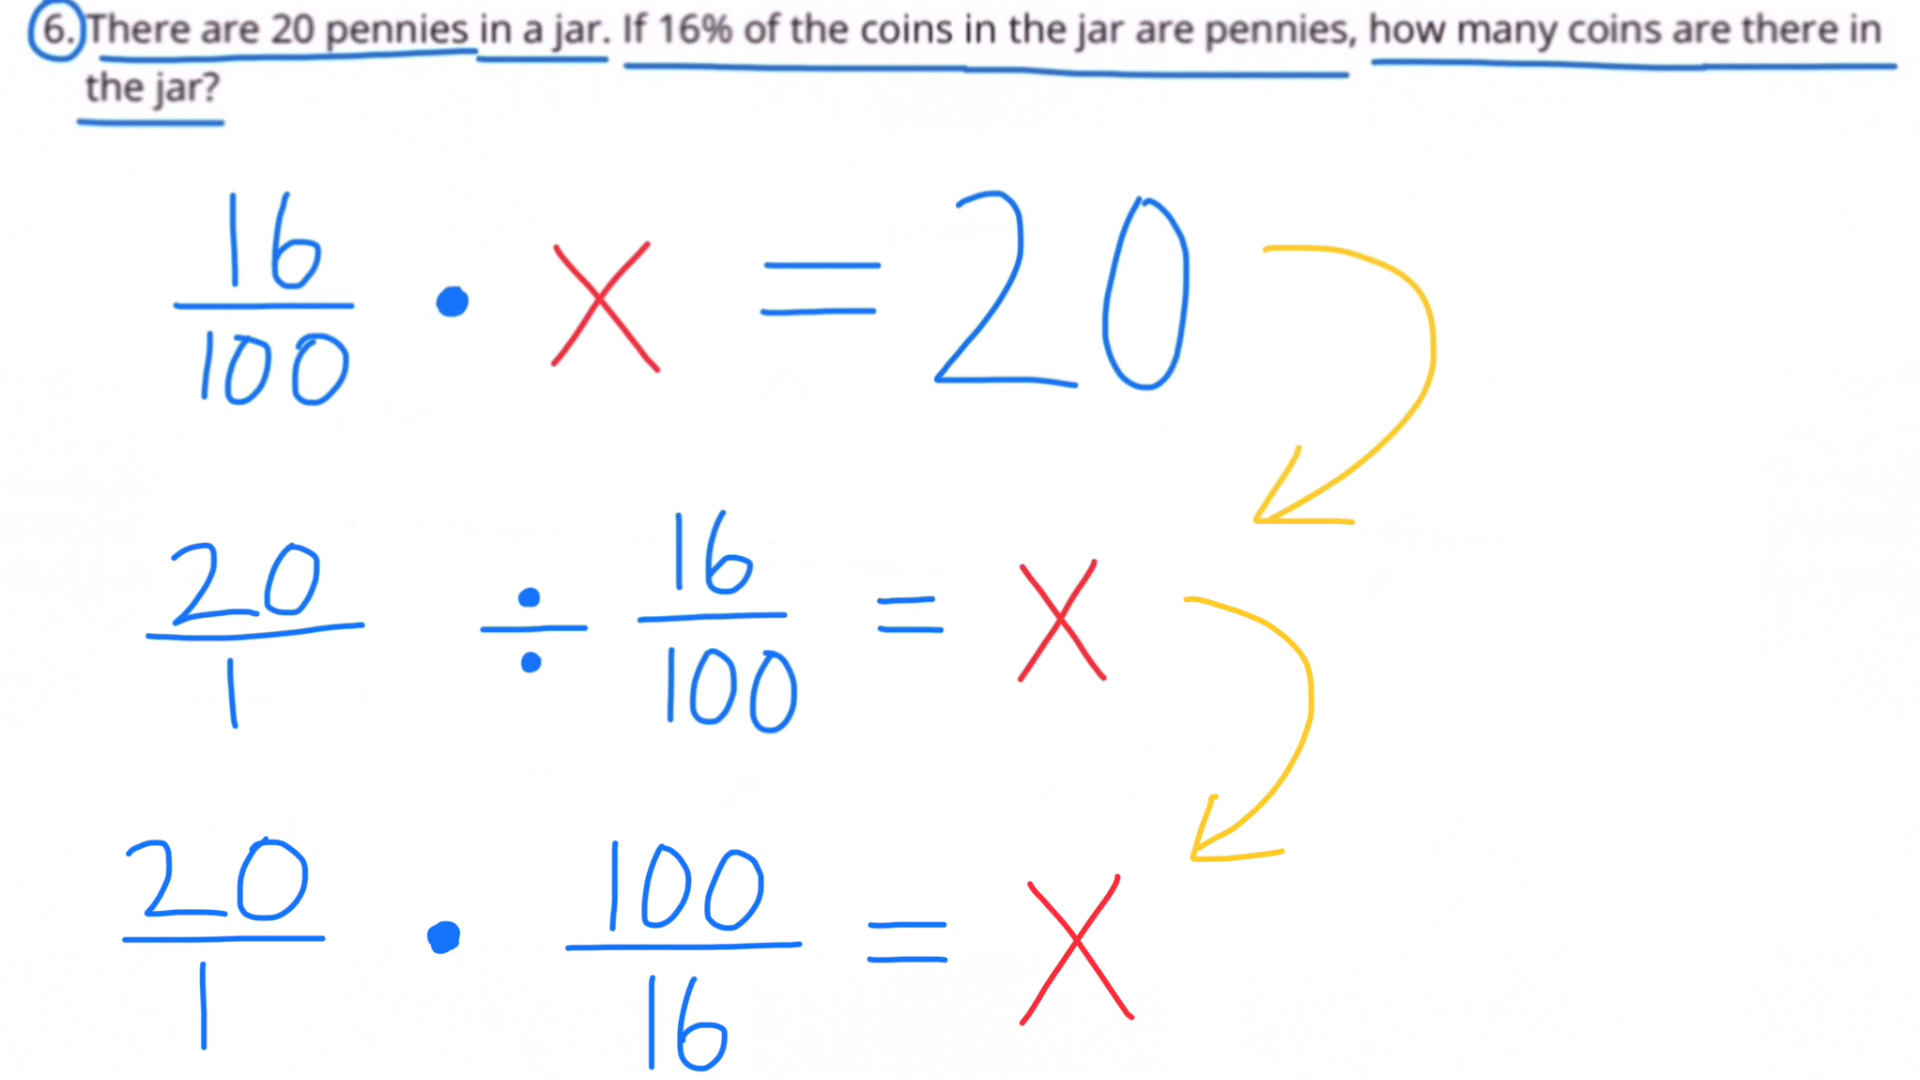 6. There are 20 pennies in a jar. If 16% of the coins in the jar are pennies, how many coins are there in
the jar?
16/100 • X = 20
20/1 ÷ 16/100 = X
20/1 • 100/16 = X